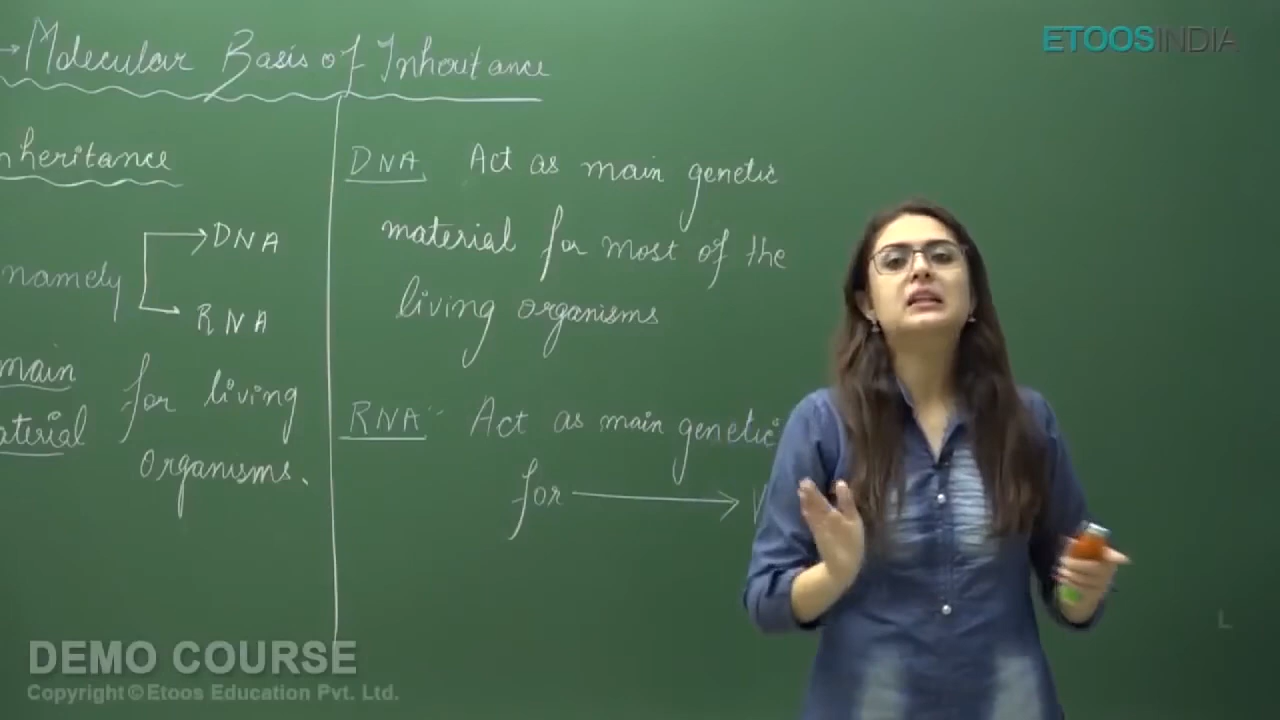 Molecular Basis of Inheritance
ETOOSINDIA
nheritance
namely
DNA
RNA
main
for living
aterial
organisms.
DNA Act as main genetic
material for most of the
living organisms
RNA:- Act as main genetic
for
DEMO COURSE
Copyright © Etoos Education Pvt. Ltd.